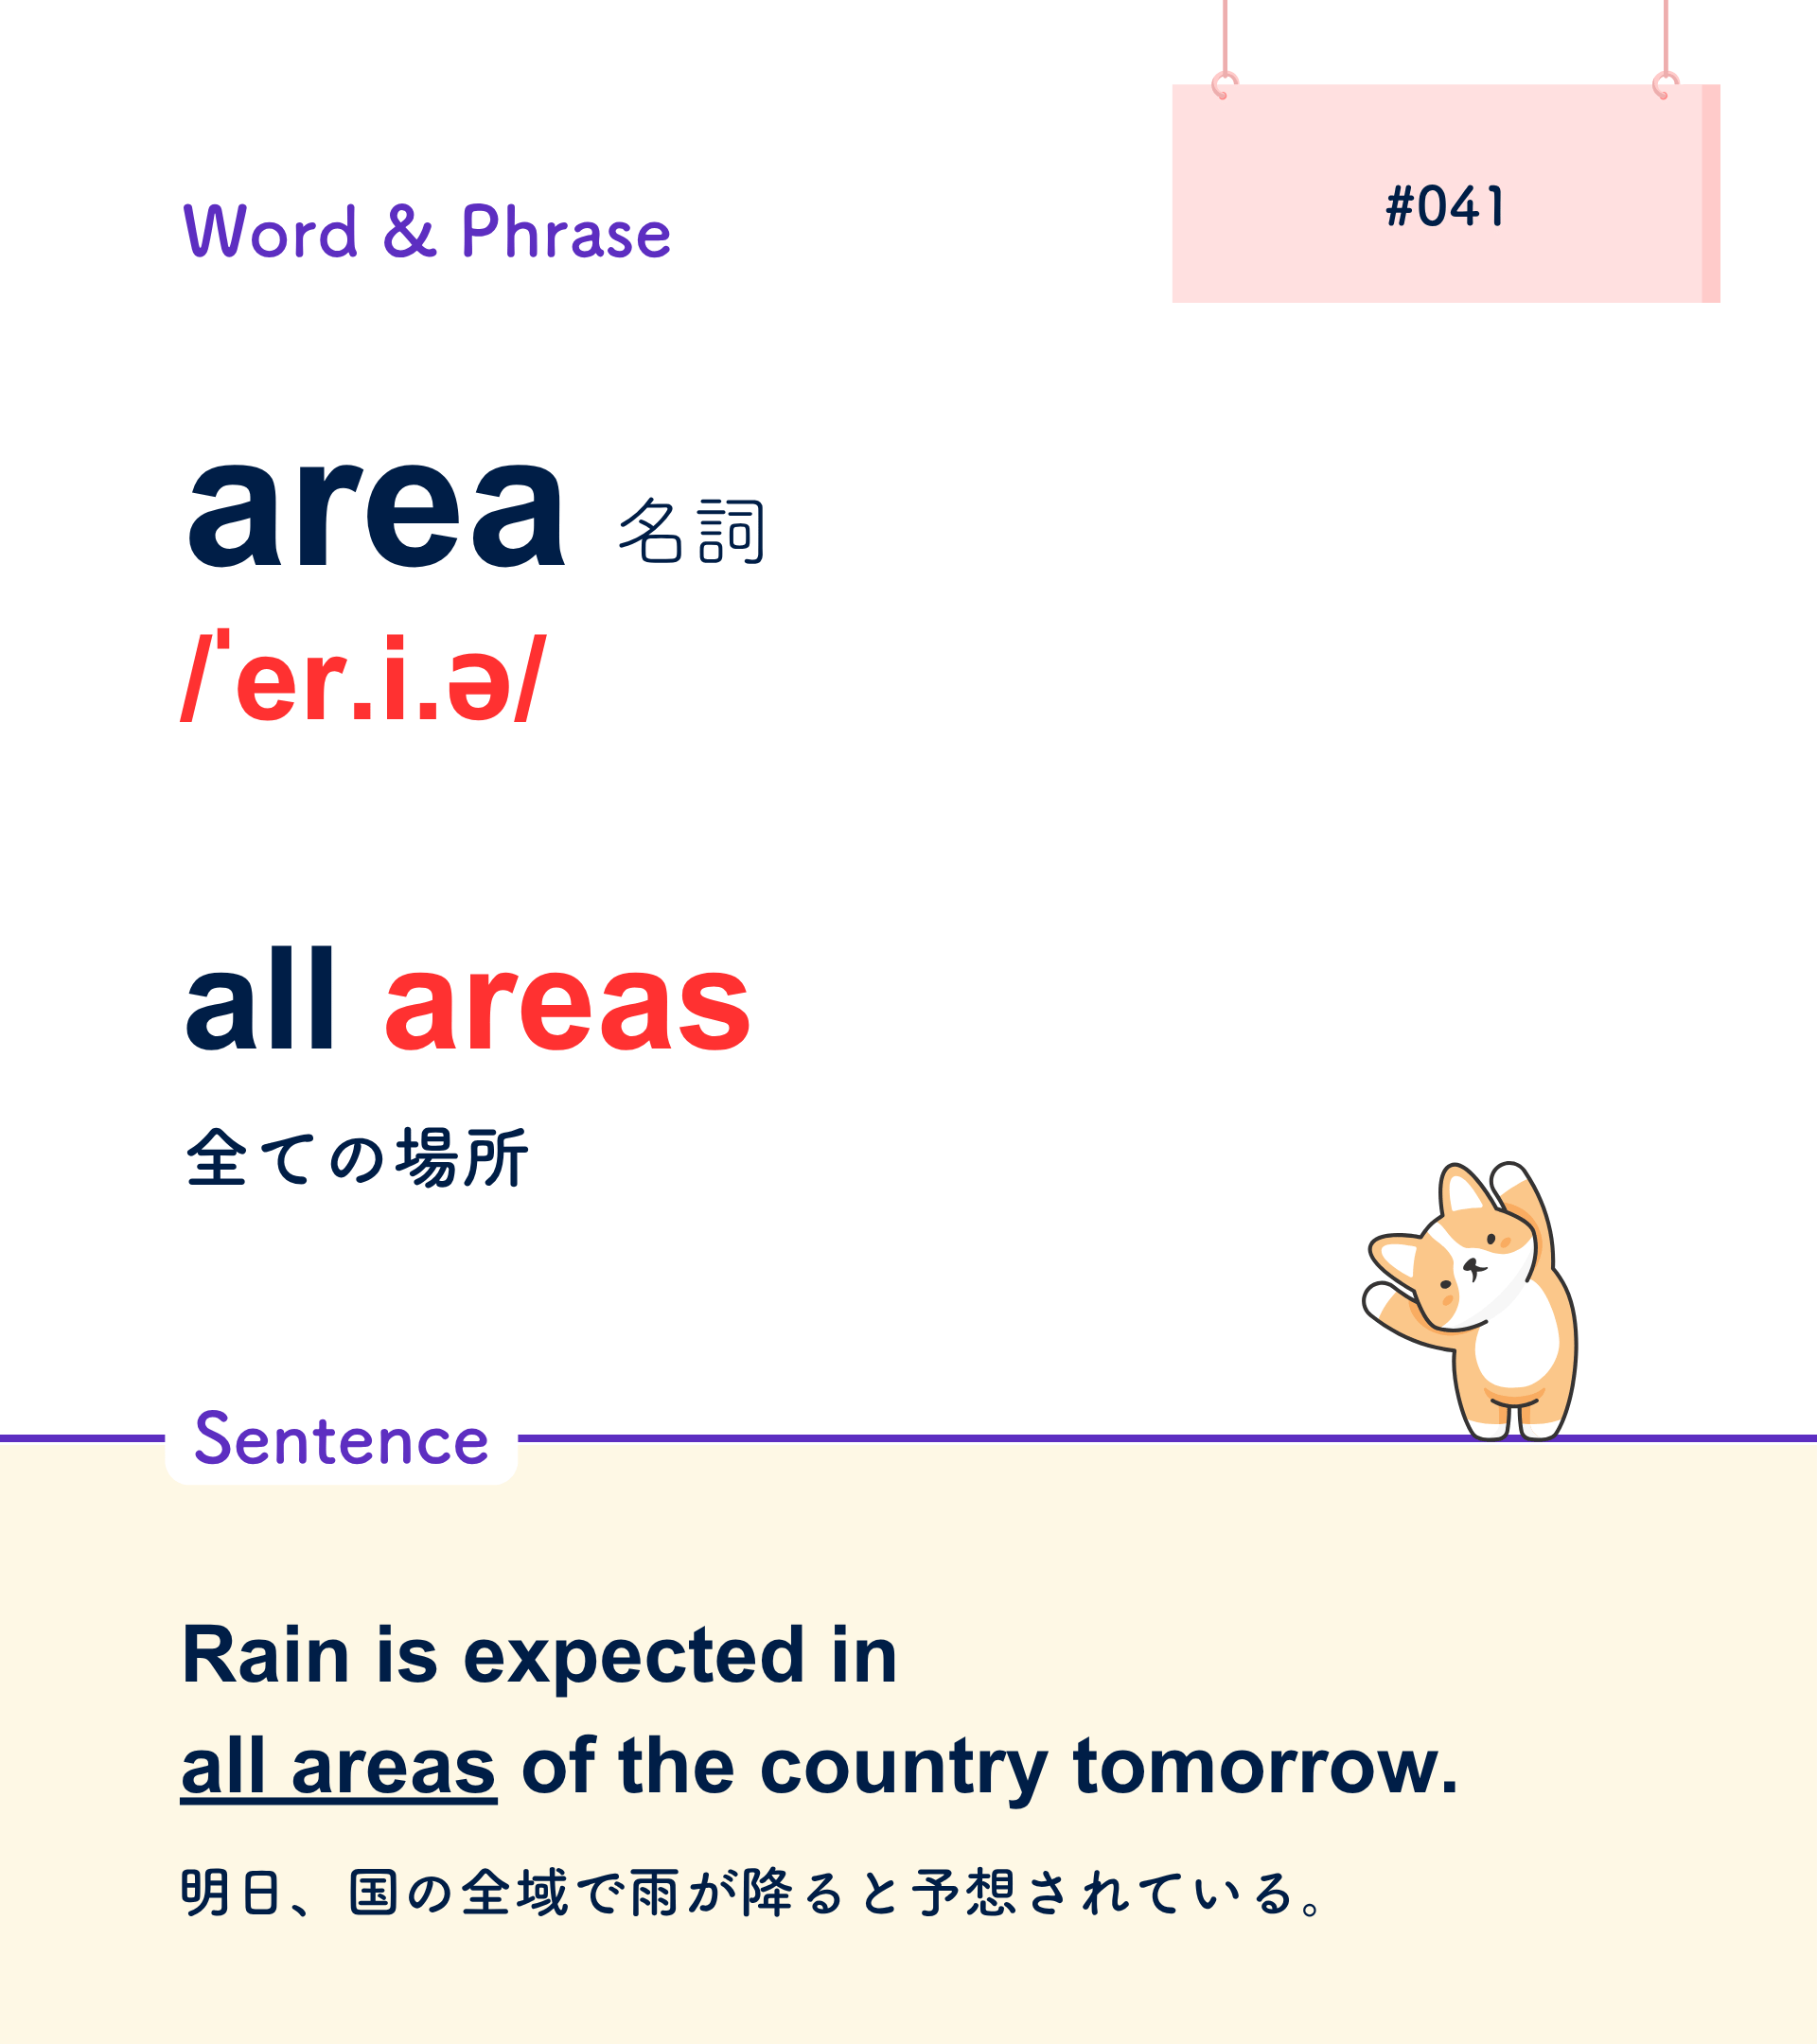 #041
Word & Phrase
area 名詞
/ˈer.i.ə/
all areas
全ての場所
Sentence
Rain is expected in
all areas of the country tomorrow.
明日、国の全域で雨が降ると予想されている。